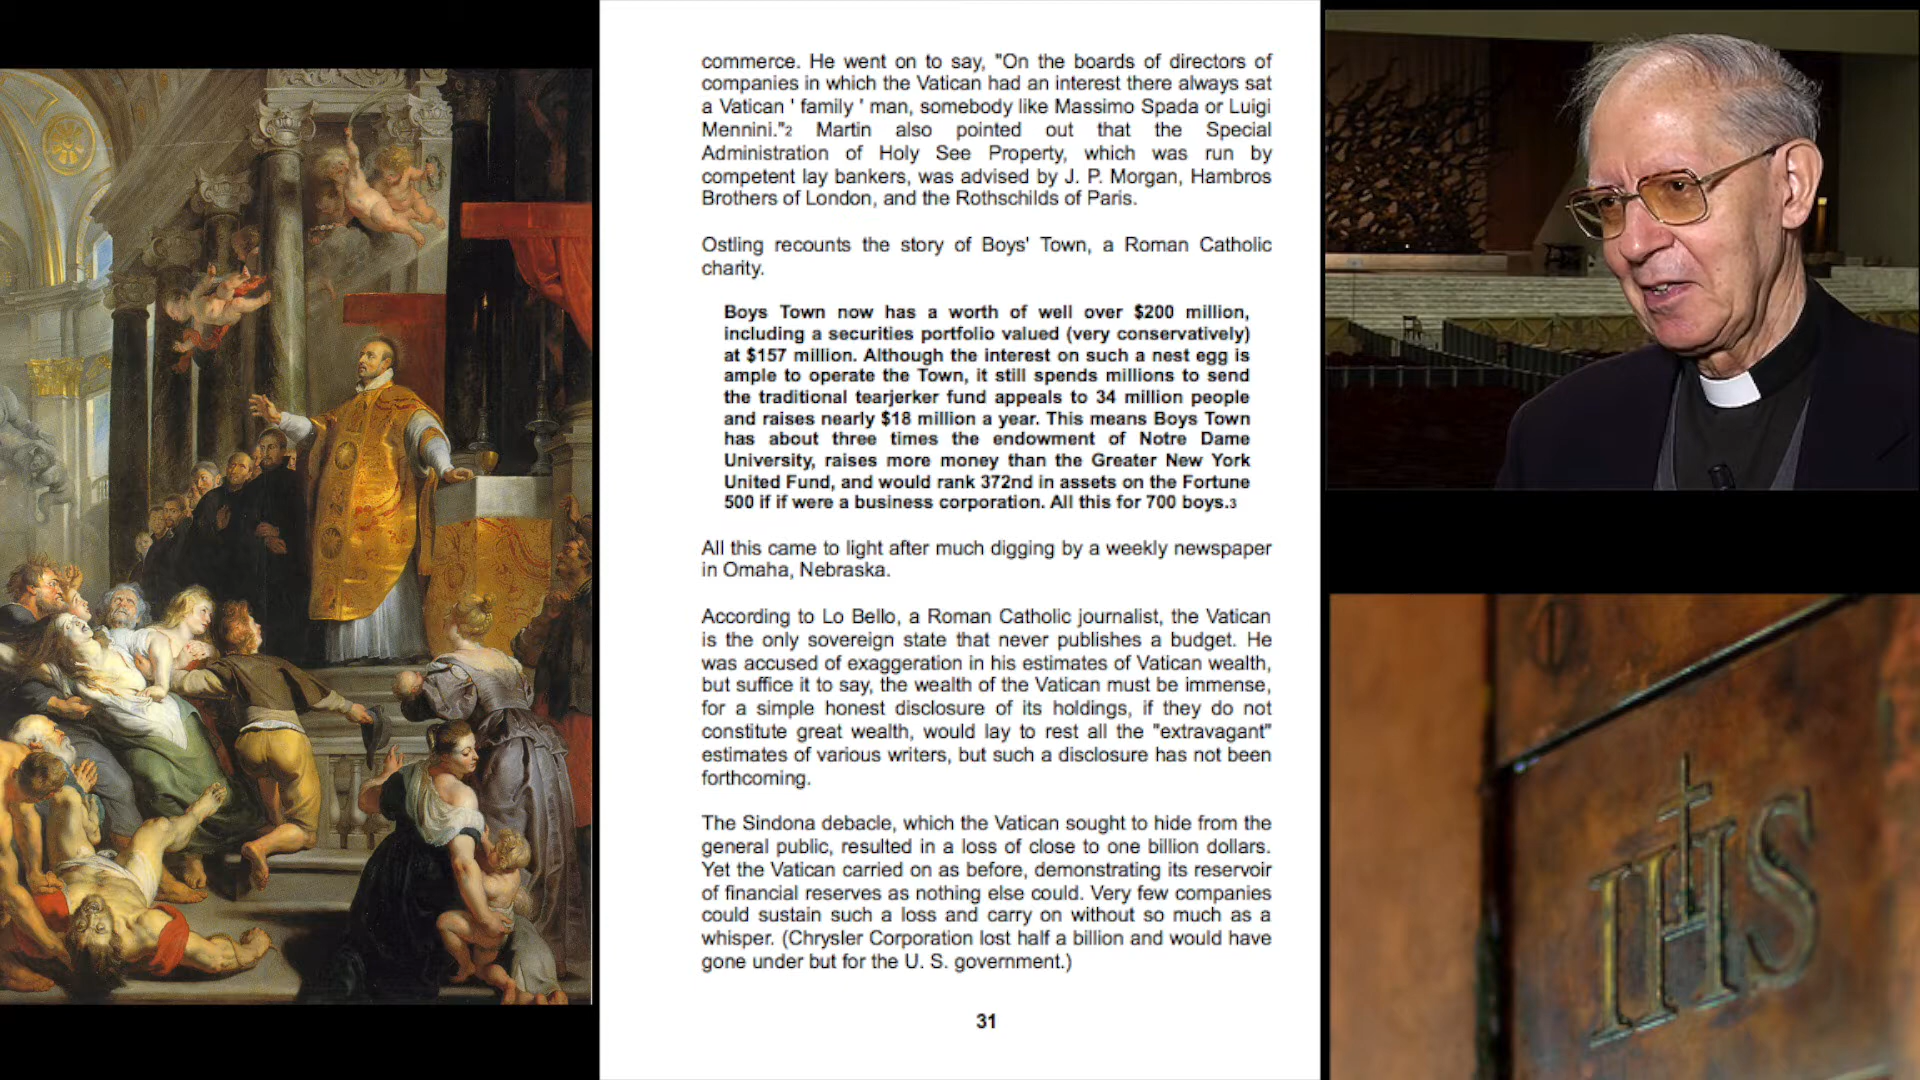 commerce. He went on to say, "On the boards of directors of
companies in which the Vatican had an interest there always sat
a Vatican ' family ' man, somebody like Massimo Spada or Luigi
Mennini."2 Martin also pointed out that the Special
Administration of Holy See Property, which was run by
competent lay bankers, was advised by J. P. Morgan, Hambros
Brothers of London, and the Rothschilds of Paris.
Ostling recounts the story of Boys' Town, a Roman Catholic
charity.
Boys Town now has a worth of well over $200 million,
including a securities portfolio valued (very conservatively)
at $157 million. Although the interest on such a nest egg is
ample to operate the Town, it still spends millions to send
the traditional tearjerker fund appeals to 34 million people
and raises nearly $18 million a year. This means Boys Town
has about three times the endowment of Notre Dame
University, raises more money than the Greater New York
United Fund, and would rank 372nd in assets on the Fortune
500 if if were a business corporation. All this for 700 boys.3
All this came to light after much digging by a weekly newspaper
in Omaha, Nebraska.
According to Lo Bello, a Roman Catholic journalist, the Vatican
is the only sovereign state that never publishes a budget. He
was accused of exaggeration in his estimates of Vatican wealth,
but suffice it to say, the wealth of the Vatican must be immense,
for a simple honest disclosure of its holdings, if they do not
constitute great wealth, would lay to rest all the "extravagant"
estimates of various writers, but such a disclosure has not been
forthcoming.
The Sindona debacle, which the Vatican sought to hide from the
general public, resulted in a loss of close to one billion dollars.
Yet the Vatican carried on as before, demonstrating its reservoir
of financial reserves as nothing else could. Very few companies
could sustain such a loss and carry on without so much as a
whisper. (Chrysler Corporation lost half a billion and would have
gone under but for the U. S. government.)
31
IHS